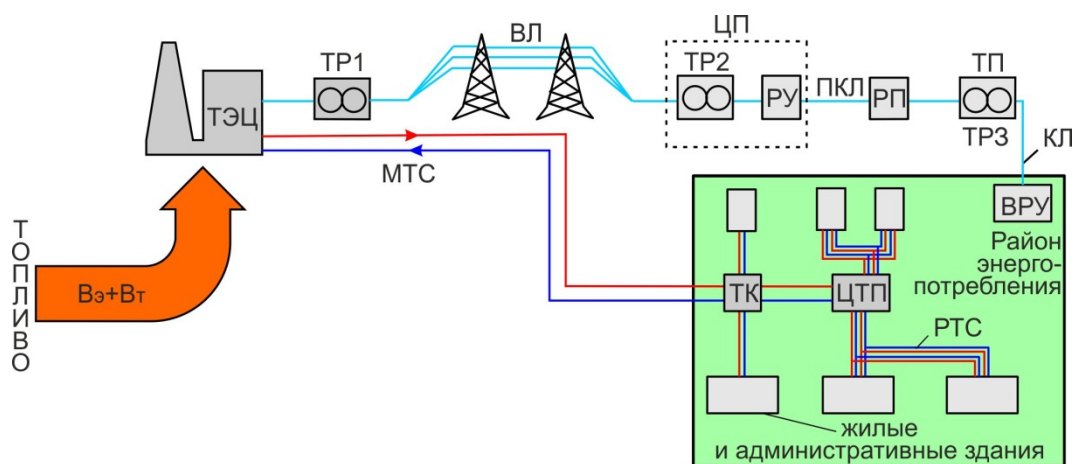 ЦП
ВЛ
ТР1
ТР2
РУ
ПКЛ
РП
ТП
ТР3
ТЭЦ
КЛ
МТС
ВРУ
Район
энерго-
потребления
ТОПЛИВО
Вэ+Вт
ТК
ЦТП
РТС
жилые
и административные здания